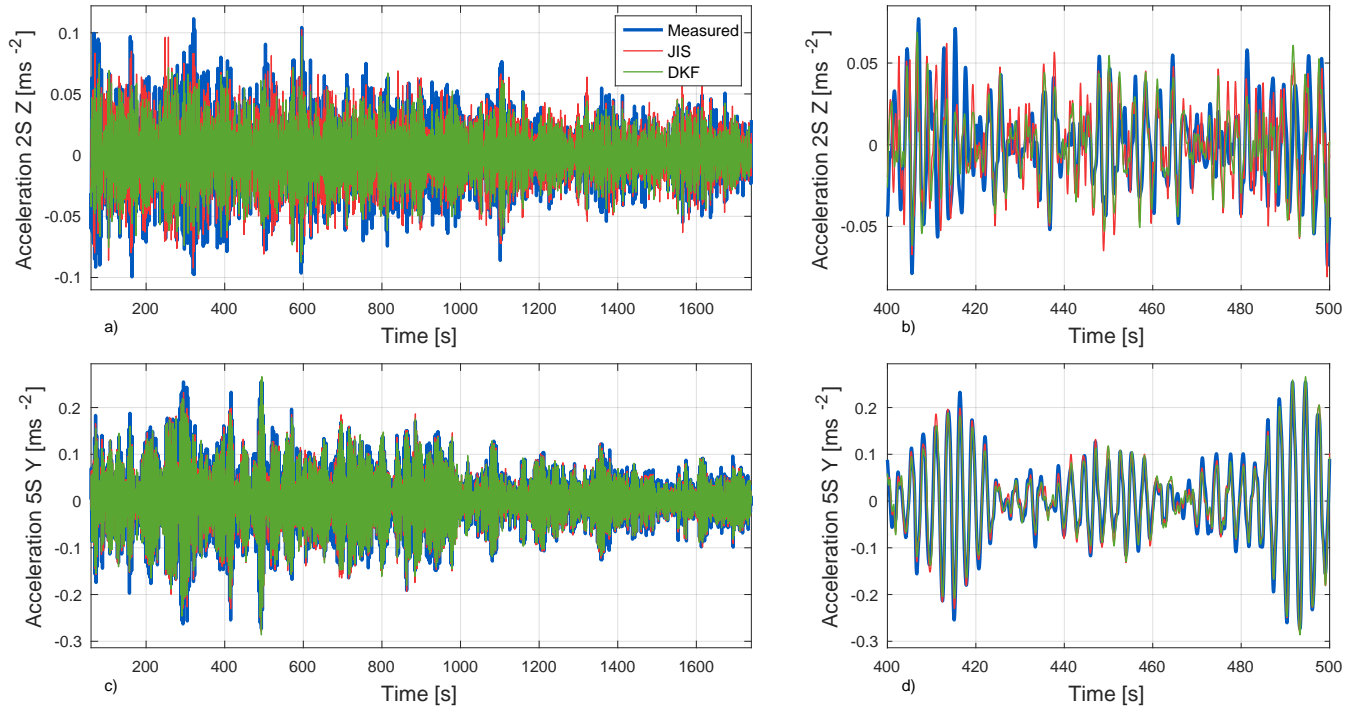 Acceleration 2S Z [ms -2]
0.1
0.05
0
-0.05
-0.1
Measured
JIS
DKF
200 400 600 800 1000 1200 1400 1600
a)
Time [s]
Acceleration 2S Z [ms -2]
0.05
0
-0.05
400 420 440 460 480 500
b)
Time [s]
Acceleration 5S Y [ms -2]
0.2
0.1
0
-0.1
-0.2
-0.3
200 400 600 800 1000 1200 1400 1600
c)
Time [s]
Acceleration 5S Y [ms -2]
0.2
0.1
0
-0.1
-0.2
-0.3
400 420 440 460 480 500
d)
Time [s]